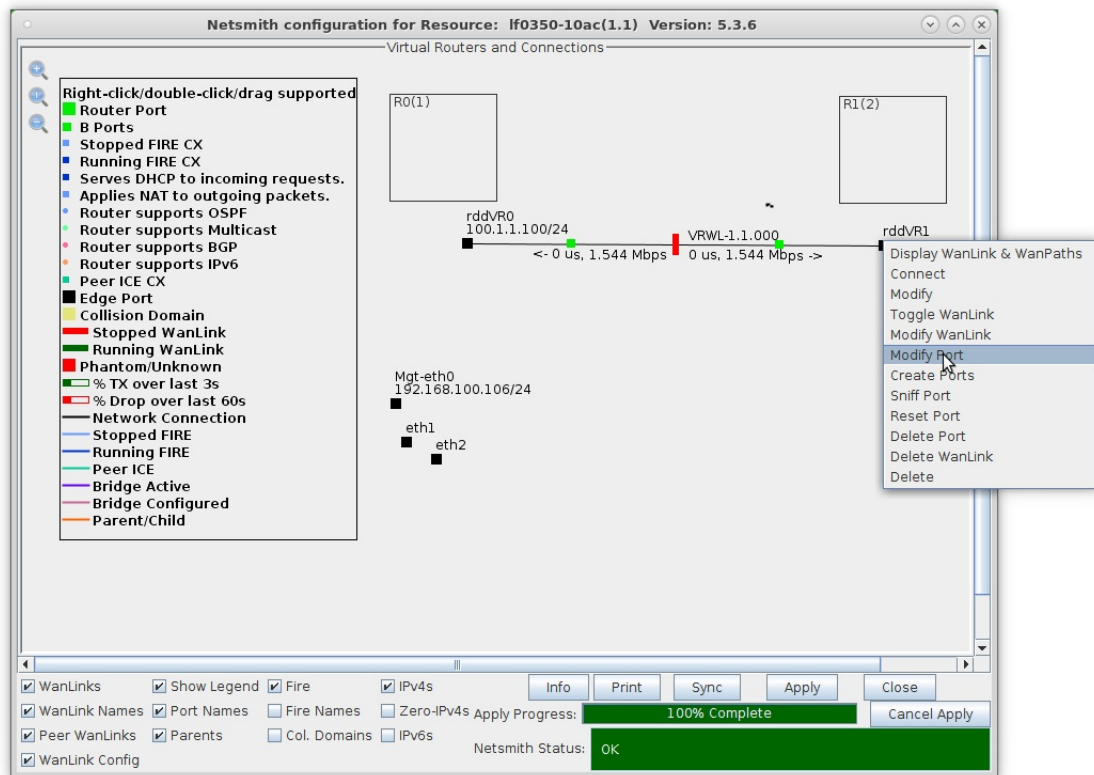 Netsmith configuration for Resource: lf0350-10ac(1.1) Version: 5.3.6
Virtual Routers and Connections
Right-click/double-click/drag supported
Router Port
B Ports
Stopped FIRE CX
Running FIRE CX
Serves DHCP to incoming requests.
Applies NAT to outgoing packets.
Router supports OSPF
Router supports Multicast
Router supports BGP
Router supports IPv6
Peer ICE CX
Edge Port
Collision Domain
Stopped WanLink
Running WanLink
Phantom/Unknown
% TX over last 3s
% Drop over last 60s
Network Connection
Stopped FIRE
Running FIRE
Peer ICE
Bridge Active
Bridge Configured
Parent/Child
R0(1)
R1(2)
rddVR0
100.1.1.100/24
VRWL-1.1.000
<- 0 us, 1.544 Mbps
0 us, 1.544 Mbps ->
rddVR1
Mgt-eth0
192.168.100.106/24
eth1
eth2
Display WanLink & WanPaths
Connect
Modify
Toggle WanLink
Modify WanLink
Modify Port
Create Ports
Sniff Port
Reset Port
Delete Port
Delete WanLink
Delete
WanLinks Show Legend Fire IPv4s Info Print Sync Apply Close
WanLink Names Port Names Fire Names Zero-IPv4s Apply Progress: 100% Complete Cancel Apply
Peer WanLinks Parents Col. Domains IPv6s Netsmith Status: OK
WanLink Config